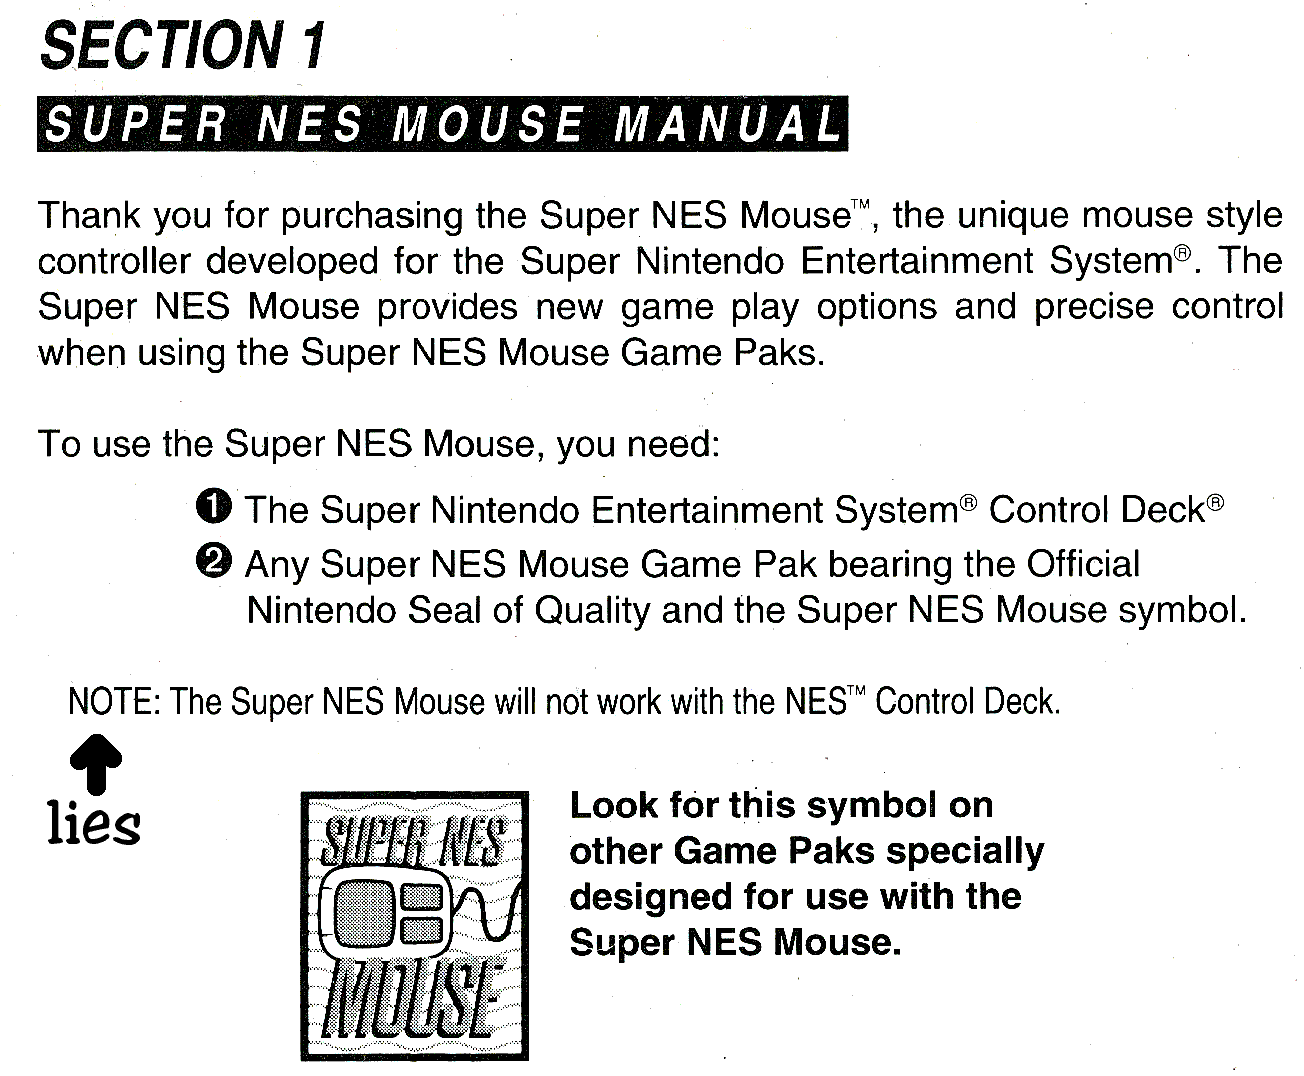 SECTION 1
SUPER NES MOUSE MANUAL
Thank you for purchasing the Super NES Mouse™, the unique mouse style
controller developed for the Super Nintendo Entertainment System®. The
Super NES Mouse provides new game play options and precise control
when using the Super NES Mouse Game Paks.
To use the Super NES Mouse, you need:
❶ The Super Nintendo Entertainment System® Control Deck®
❷ Any Super NES Mouse Game Pak bearing the Official
Nintendo Seal of Quality and the Super NES Mouse symbol.
NOTE: The Super NES Mouse will not work with the NES™ Control Deck.
lies
SUPER NES
MOUSE
Look for this symbol on
other Game Paks specially
designed for use with the
Super NES Mouse.